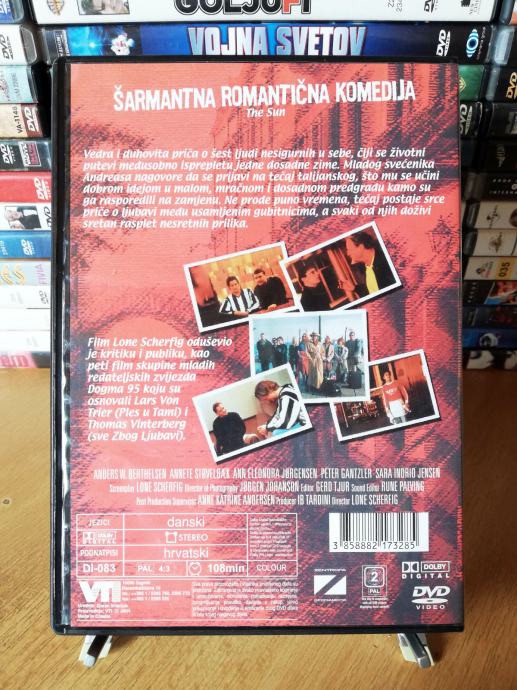 VOJNA SVETOV
ŠARMANTNA ROMANTIČNA KOMEDIJA
The Sun
Vedra i duhovita priča o šest ljudi nesigurnih u sebe, čiji se životni
putevi međusobno isprepletu jedne dosadne zime. Mladog svećenika
Andreasa nagovore da se prijavi na tečaj talijanskog, što mu se učini
dobrom idejom u malom, mračnom i dosadnom predgrađu kamo su
ga rasporedili na zamjenu. Ne prođe puno vremena, tečaj postaje srce
priče o ljubavi među usamljenim gubitnicima, a svaki od njih doživi
sretan rasplet nesretnih prilika.
Film Lone Scherfig oduševio
je kritiku i publiku, kao
peti film skupine mladih
redateljskih zvijezda
Dogma 95 koju su
osnovali Lars Von
Trier (Ples u Tami) i
Thomas Vinterberg
(sve Zbog Ljubavi).
ANDERS W. BERTHELSEN ANNETE STØVELBÆK ANN ELEONORA JØRGENSEN PETER GANTZLER SARA INDRIO JENSEN
Screenplay LONE SCHERFIG Director of Photography JØRGEN JOHANSON Editor GERD TJUR Sound Editor RUNE PALVING
Post Production Supervisor ANNE KATRINE ANDERSEN Producer IB TARDINI Director LONE SCHERFIG
JEZICI danski
DOLBY DIGITAL STEREO
PODNATPISI hrvatski
DI-083 PAL 4:3 108min COLOUR
VTI
3 858882 173285
ZENTROPA
2
PAL
DOLBY
DIGITAL
DVD
VIDEO